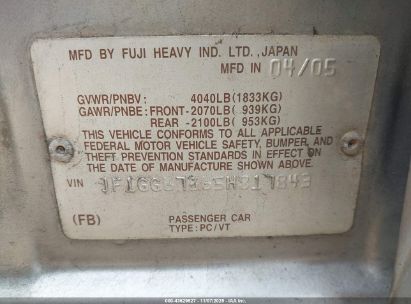 MFD BY FUJI HEAVY IND. LTD., JAPAN
MFD IN 04/05
GVWR/PNBV: 4040LB(1833KG)
GAWR/PNBE: FRONT-2070LB( 939KG)
REAR -2100LB( 953KG)
THIS VEHICLE CONFORMS TO ALL APPLICABLE
FEDERAL MOTOR VEHICLE SAFETY, BUMPER, AND
THEFT PREVENTION STANDARDS IN EFFECT ON
THE DATE OF MANUFACTURE SHOWN ABOVE.
VIN
(FB) PASSENGER CAR
TYPE: PC/VT